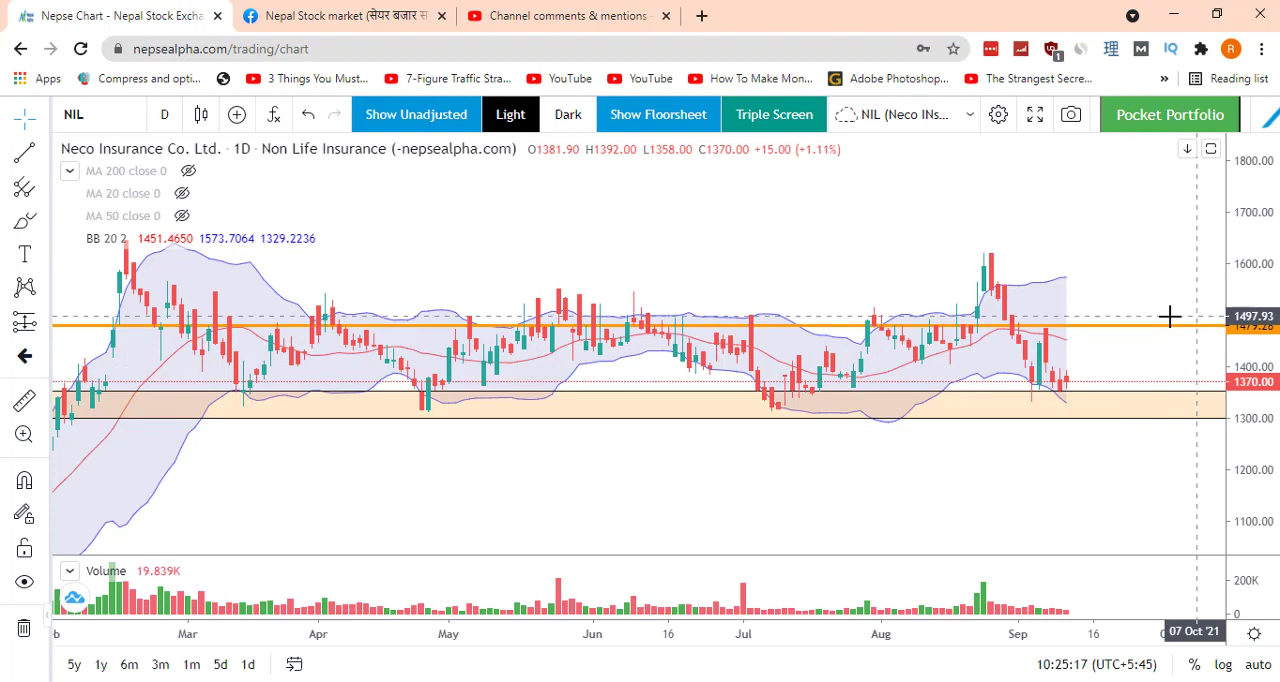 Nepse Chart - Nepal Stock Excha
Nepal Stock market (सेयर बजार स
Channel comments & mentions -
nepsealpha.com/trading/chart
1 理 M IQ R
Apps
Compress and opti...
3 Things You Must...
7-Figure Traffic Stra...
YouTube
YouTube
How To Make Mon...
Adobe Photoshop...
The Strangest Secre...
»
Reading list
NIL
D
Show Unadjusted
Light
Dark
Show Floorsheet
Triple Screen
NIL (Neco INs...
Pocket Portfolio
Neco Insurance Co. Ltd. · 1D · Non Life Insurance (-nepsealpha.com) O1381.90 H1392.00 L1358.00 C1370.00 +15.00 (+1.11%)
MA 200 close 0
MA 20 close 0
MA 50 close 0
BB 20 2 1451.4650 1573.7064 1329.2236
1800.00
1700.00
1600.00
1497.93
1479.28
1400.00
1370.00
1300.00
1200.00
1100.00
Volume 19.839K
200K
0
Mar Apr May Jun 16 Jul Aug Sep 16 07 Oct '21
5y 1y 6m 3m 1m 5d 1d
10:25:17 (UTC+5:45) % log auto